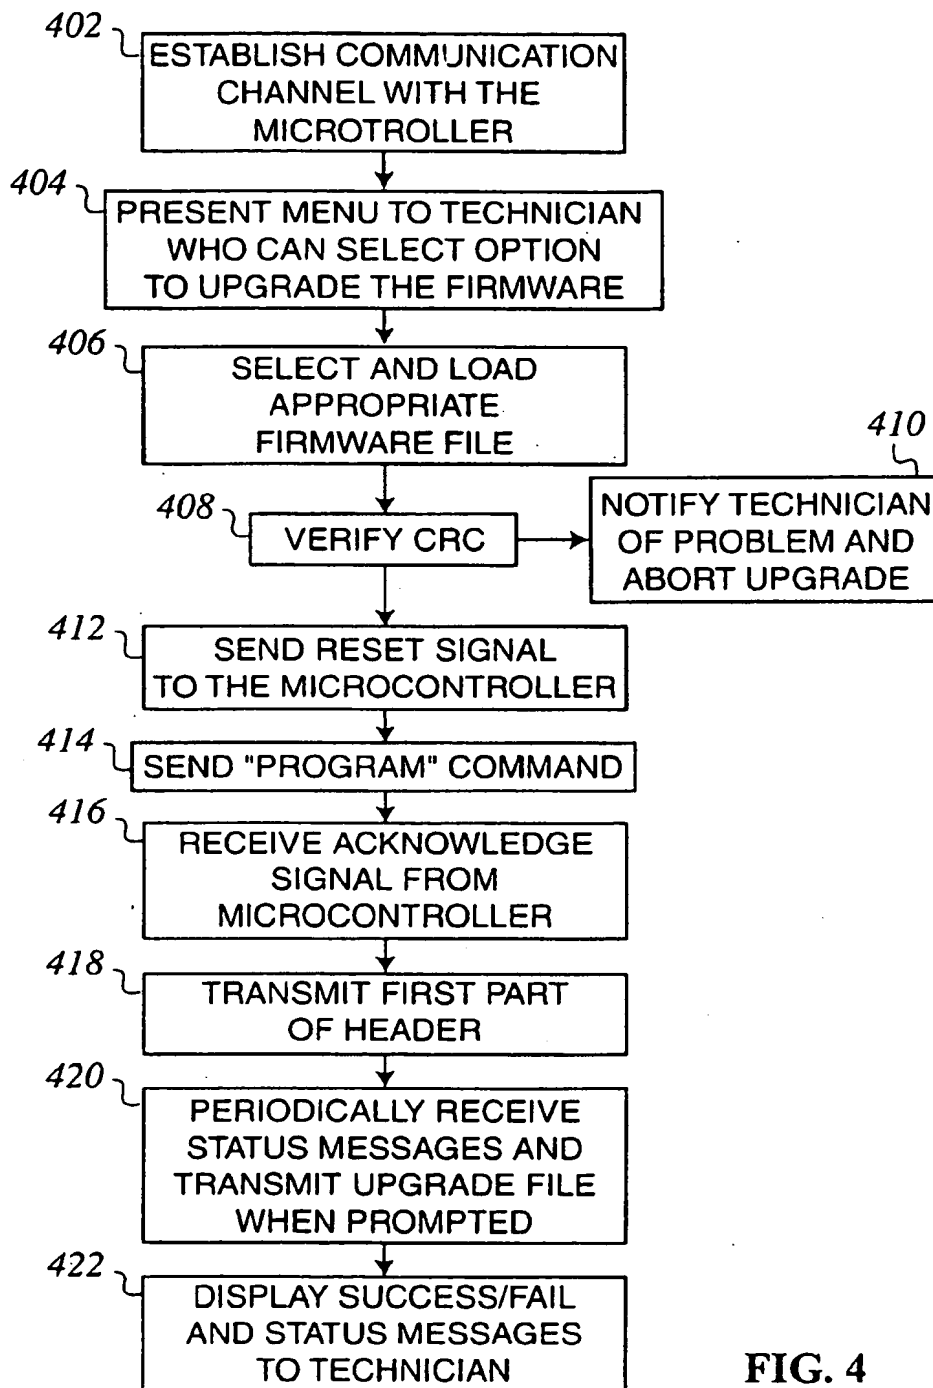 402
ESTABLISH COMMUNICATION
CHANNEL WITH THE
MICROTROLLER
404
PRESENT MENU TO TECHNICIAN
WHO CAN SELECT OPTION
TO UPGRADE THE FIRMWARE
406
SELECT AND LOAD
APPROPRIATE
FIRMWARE FILE
408
VERIFY CRC
410
NOTIFY TECHNICIAN
OF PROBLEM AND
ABORT UPGRADE
412
SEND RESET SIGNAL
TO THE MICROCONTROLLER
414
SEND "PROGRAM" COMMAND
416
RECEIVE ACKNOWLEDGE
SIGNAL FROM
MICROCONTROLLER
418
TRANSMIT FIRST PART
OF HEADER
420
PERIODICALLY RECEIVE
STATUS MESSAGES AND
TRANSMIT UPGRADE FILE
WHEN PROMPTED
422
DISPLAY SUCCESS/FAIL
AND STATUS MESSAGES
TO TECHNICIAN
FIG. 4